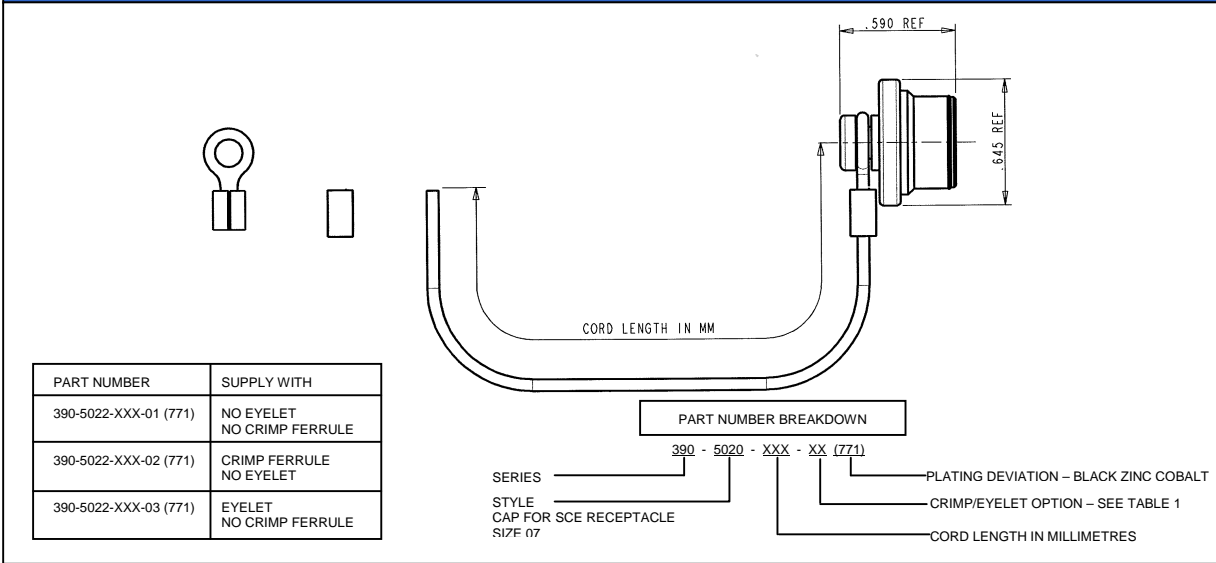 .590 REF
.645 REF
CORD LENGTH IN MM
PART NUMBER
SUPPLY WITH
390-5022-XXX-01 (771)
NO EYELET
NO CRIMP FERRULE
390-5022-XXX-02 (771)
CRIMP FERRULE
NO EYELET
390-5022-XXX-03 (771)
EYELET
NO CRIMP FERRULE
PART NUMBER BREAKDOWN
390 - 5020 - XXX - XX (771)
SERIES
STYLE
CAP FOR SCE RECEPTACLE
SIZE 07
PLATING DEVIATION – BLACK ZINC COBALT
CRIMP/EYELET OPTION – SEE TABLE 1
CORD LENGTH IN MILLIMETRES